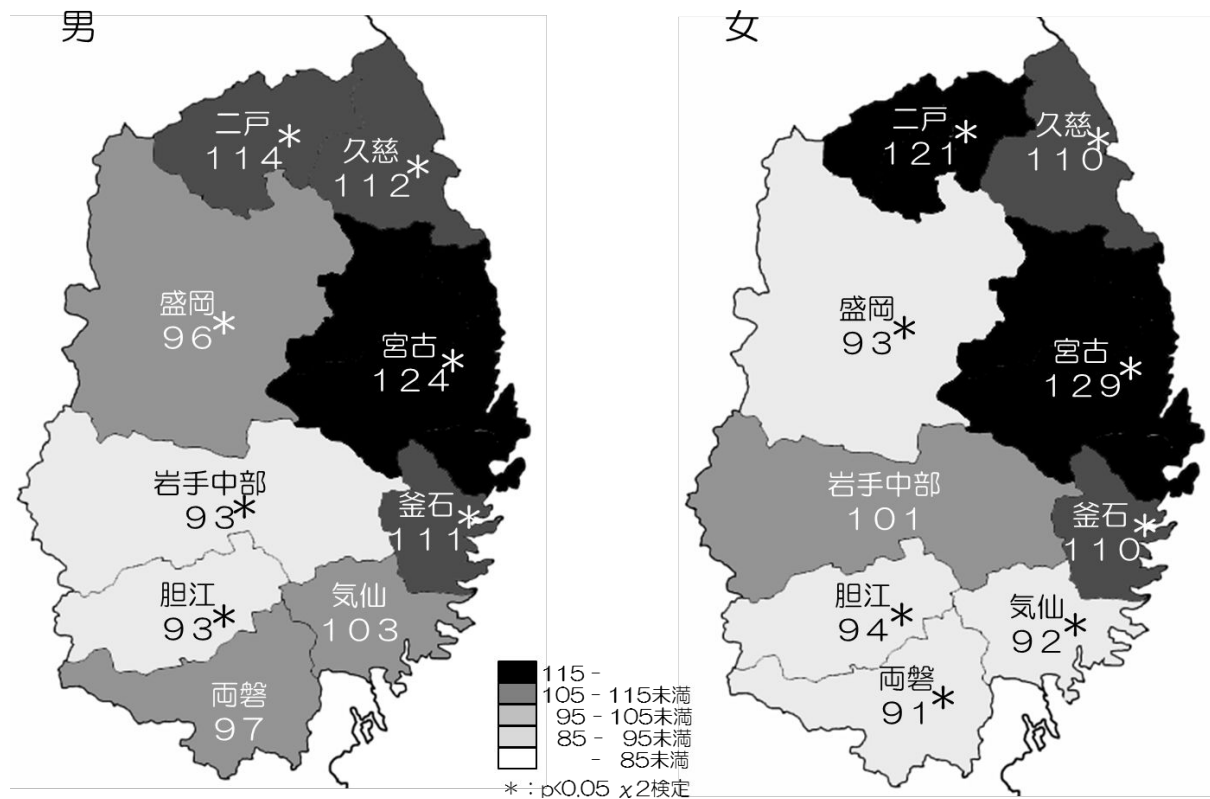 男
二戸
114*
久慈
112*
盛岡
96*
宮古
124*
岩手中部
93*
釜石
111*
胆江
93*
気仙
103
両磐
97
女
二戸
121*
久慈
110*
盛岡
93*
宮古
129*
岩手中部
101
釜石
110*
胆江
94*
気仙
92*
両磐
91*
115 -
105 - 115未満
95 - 105未満
85 - 95未満
- 85未満
*：p<0.05 χ2検定